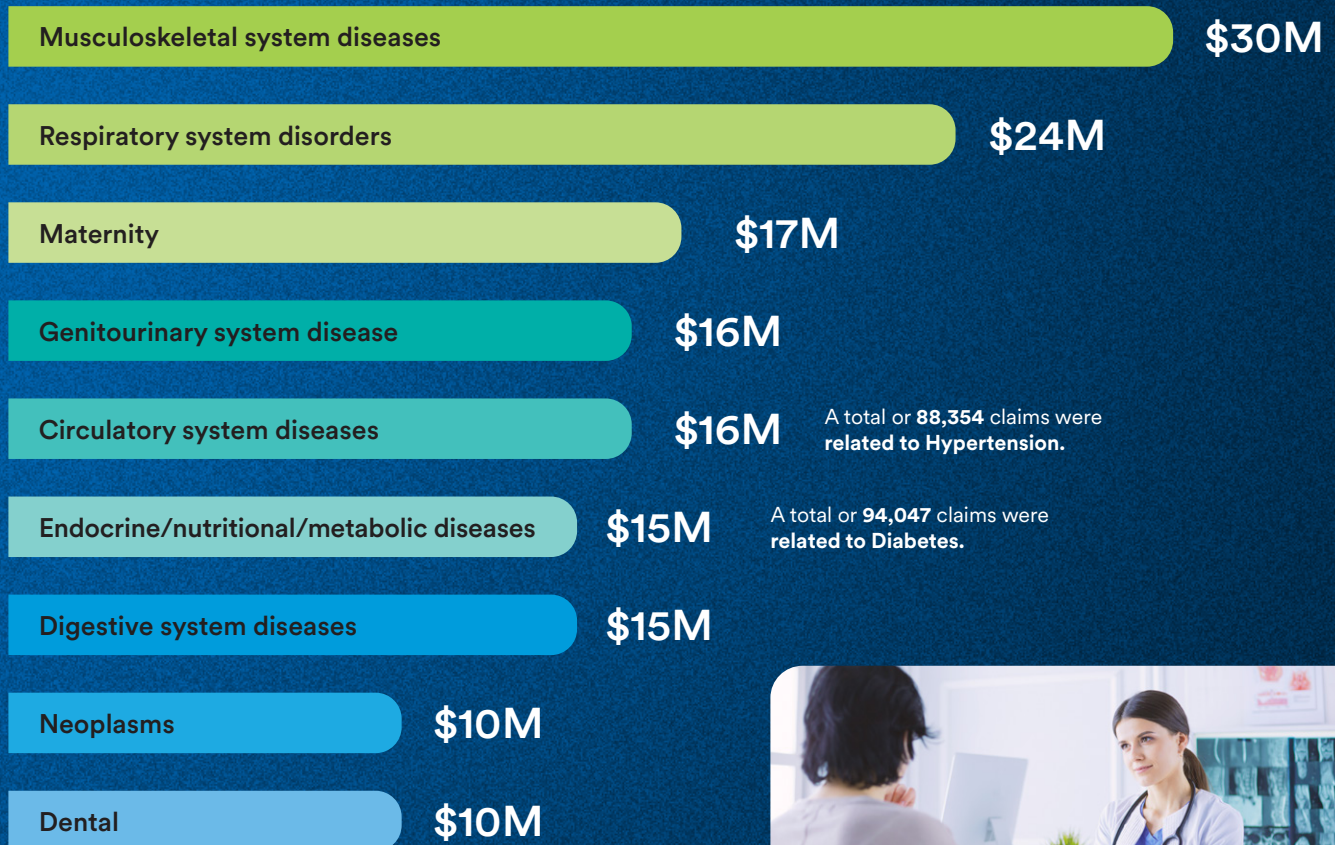 Musculoskeletal system diseases
$30M
Respiratory system disorders
$24M
Maternity
$17M
Genitourinary system disease
$16M
Circulatory system diseases
$16M
A total or 88,354 claims were
related to Hypertension.
Endocrine/nutritional/metabolic diseases
$15M
A total or 94,047 claims were
related to Diabetes.
Digestive system diseases
$15M
Neoplasms
$10M
Dental
$10M